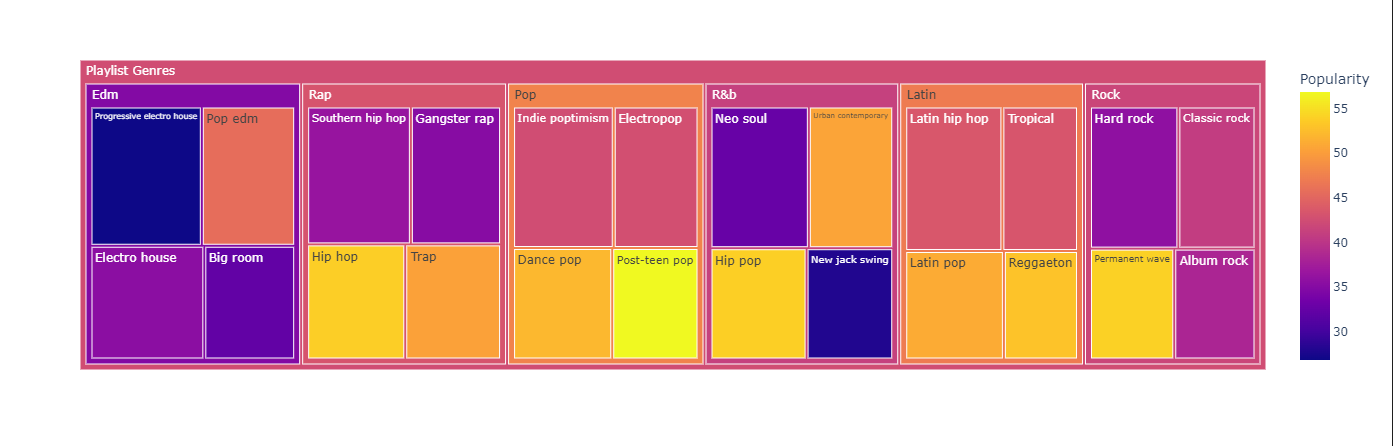 Playlist Genres
Edm
Progressive electro house
Pop edm
Electro house
Big room
Rap
Southern hip hop
Gangster rap
Hip hop
Trap
Pop
Indie poptimism
Electropop
Dance pop
Post-teen pop
R&b
Neo soul
Urban contemporary
Hip pop
New jack swing
Latin
Latin hip hop
Tropical
Latin pop
Reggaeton
Rock
Hard rock
Classic rock
Permanent wave
Album rock
Popularity
55
50
45
40
35
30